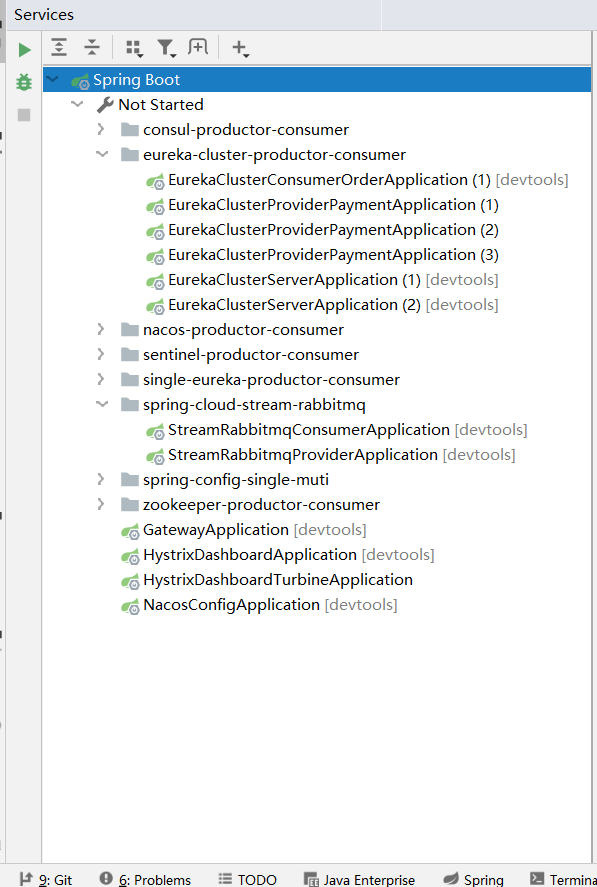 Services
Spring Boot
Not Started
consul-productor-consumer
eureka-cluster-productor-consumer
EurekaClusterConsumerOrderApplication (1) [devtools]
EurekaClusterProviderPaymentApplication (1)
EurekaClusterProviderPaymentApplication (2)
EurekaClusterProviderPaymentApplication (3)
EurekaClusterServerApplication (1) [devtools]
EurekaClusterServerApplication (2) [devtools]
nacos-productor-consumer
sentinel-productor-consumer
single-eureka-productor-consumer
spring-cloud-stream-rabbitmq
StreamRabbitmqConsumerApplication [devtools]
StreamRabbitmqProviderApplication [devtools]
spring-config-single-muti
zookeeper-productor-consumer
GatewayApplication [devtools]
HystrixDashboardApplication [devtools]
HystrixDashboardTurbineApplication
NacosConfigApplication [devtools]
9: Git 6: Problems TODO Java Enterprise Spring Termina